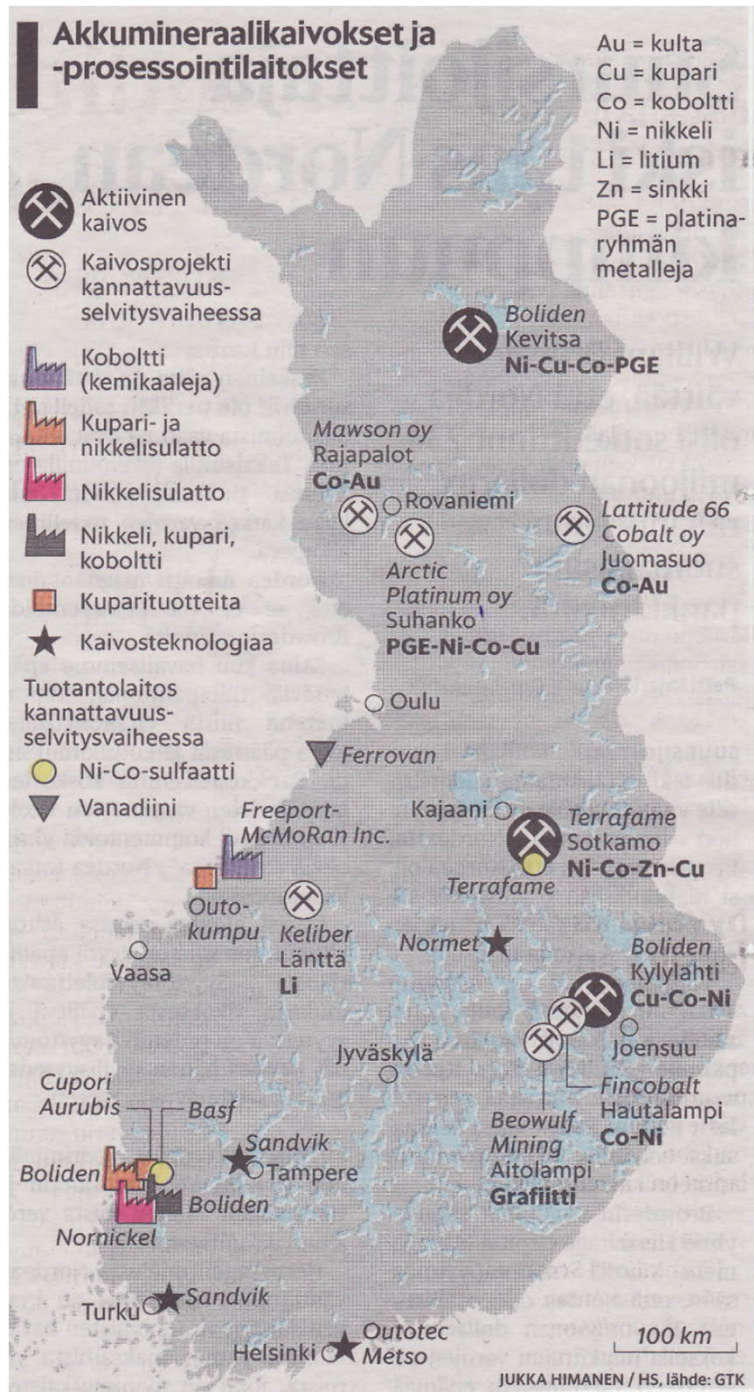 Akkumineraalikaivokset ja
-prosessointilaitokset
Au = kulta
Cu = kupari
Co = koboltti
Ni = nikkeli
Li = litium
Zn = sinkki
PGE = platina-
ryhmän
metalleja
Aktiivinen
kaivos
Kaivosprojekti
kannattavuus-
selvitysvaiheessa
Koboltti
(kemikaaleja)
Kupari- ja
nikkelisulatto
Nikkelisulatto
Nikkeli, kupari,
koboltti
Kuparituotteita
Kaivosteknologiaa
Tuotantolaitos
kannattavuus-
selvitysvaiheessa
Ni-Co-sulfaatti
Vanadiini
Boliden
Kevitsa
Ni-Cu-Co-PGE
Mawson oy
Rajapalot
Co-Au
Rovaniemi
Lattitude 66
Cobalt oy
Juomasuo
Co-Au
Arctic
Platinum oy
Suhanko
PGE-Ni-Co-Cu
Oulu
Ferrovan
Freeport-
McMoRan Inc.
Kajaani
Terrafame
Sotkamo
Ni-Co-Zn-Cu
Terrafame
Outo-
kumpu
Keliber
Länttä
Li
Normet
Vaasa
Boliden
Kylylahti
Cu-Co-Ni
Joensuu
Jyväskylä
Fincobalt
Hautalampi
Co-Ni
Beowulf
Mining
Aitolampi
Grafiitti
Cupori
Aurubis
Basf
Sandvik
Tampere
Boliden
Boliden
Nornickel
Turku
Sandvik
Helsinki
Outotec
Metso
100 km
JUKKA HIMANEN / HS, lähde: GTK